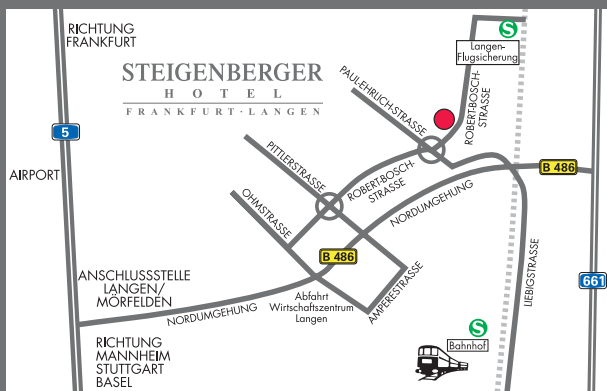 RICHTUNG
FRANKFURT
S
Langen-
Flugsicherung
STEIGENBERGER
HOTEL
FRANKFURT · LANGEN
PAUL-EHRLICH-STRASSE
ROBERT-BOSCH-
STRASSE
5
PITTLERSTRASSE
AIRPORT
ROBERT-BOSCH-
STRASSE
B 486
OHMSTRASSE
NORDUMGEHUNG
B 486
LIEBIGSTRASSE
661
ANSCHLUSSSTELLE
LANGEN/
MÖRFELDEN
AMPERESTRASSE
Abfahrt
Wirtschaftszentrum
Langen
NORDUMGEHUNG
S
Bahnhof
RICHTUNG
MANNHEIM
STUTTGART
BASEL